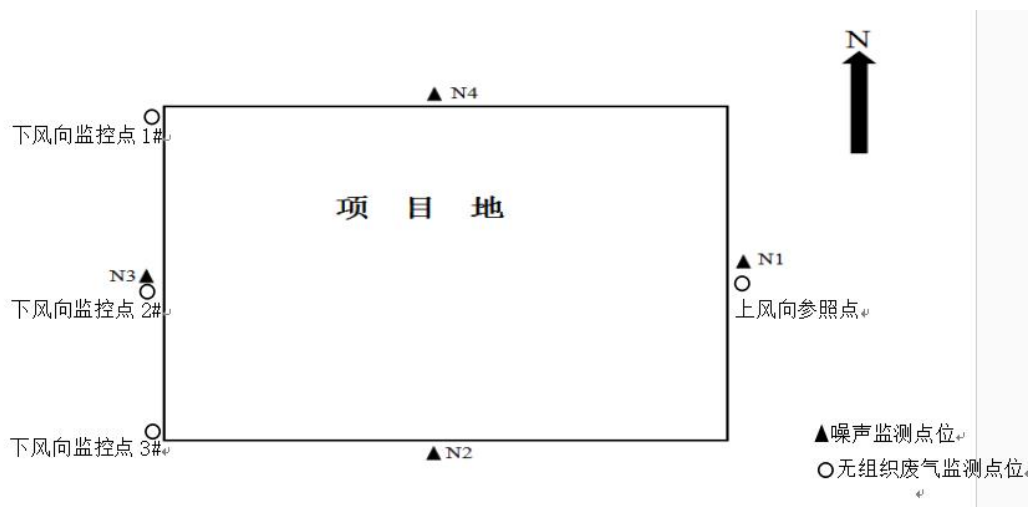 N
▲ N4
下风向监控点 1#
项 目 地
N3▲
▲ N1
下风向监控点 2#
上风向参照点
下风向监控点 3#
▲N2
▲噪声监测点位
○无组织废气监测点位